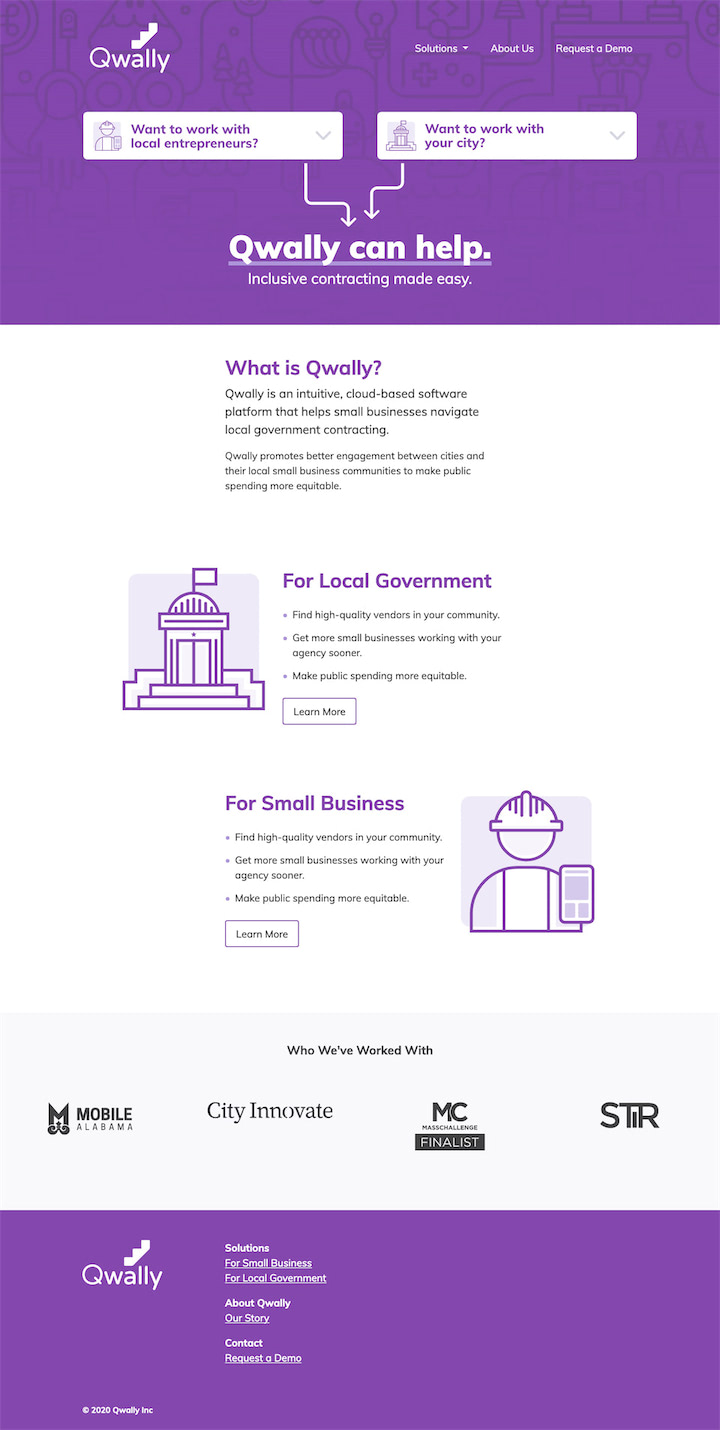 Qwally
Solutions
About Us
Request a Demo
Want to work with
local entrepreneurs?
Want to work with
your city?
Qwally can help.
Inclusive contracting made easy.
What is Qwally?
Qwally is an intuitive, cloud-based software
platform that helps small businesses navigate
local government contracting.
Qwally promotes better engagement between cities and
their local small business communities to make public
spending more equitable.
For Local Government
• Find high-quality vendors in your community.
• Get more small businesses working with your
agency sooner.
• Make public spending more equitable.
Learn More
For Small Business
• Find high-quality vendors in your community.
• Get more small businesses working with your
agency sooner.
• Make public spending more equitable.
Learn More
Who We've Worked With
M MOBILE
ALABAMA
City Innovate
MC
MASSCHALLENGE
FINALIST
STiR
Qwally
Solutions
For Small Business
For Local Government
About Qwally
Our Story
Contact
Request a Demo
© 2020 Qwally Inc